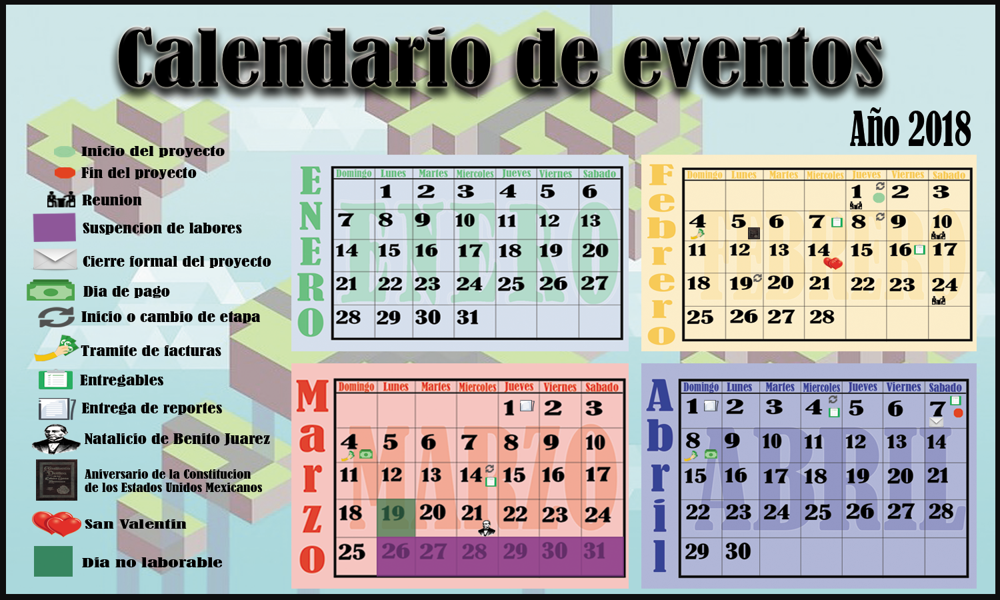 Calendario de eventos
Año 2018
Inicio del proyecto
Fin del proyecto
Reunion
Suspencion de labores
Cierre formal del proyecto
Dia de pago
Inicio o cambio de etapa
Tramite de facturas
Entregables
Entrega de reportes
Natalicio de Benito Juarez
Aniversario de la Constitucion
de los Estados Unidos Mexicanos
San Valentin
Dia no laborable
ENERO
Domingo Lunes Martes Miercoles Jueves Viernes Sabado
1 2 3 4 5 6
7 8 9 10 11 12 13
14 15 16 17 18 19 20
21 22 23 24 25 26 27
28 29 30 31
ENERO
Febrero
Domingo Lunes Martes Miercoles Jueves Viernes Sabado
1 2 3
4 5 6 7 8 9 10
11 12 13 14 15 16 17
18 19 20 21 22 23 24
25 26 27 28
FEBRERO
Marzo
Domingo Lunes Martes Miercoles Jueves Viernes Sabado
1 2 3
4 5 6 7 8 9 10
11 12 13 14 15 16 17
18 19 20 21 22 23 24
25 26 27 28 29 30 31
MARZO
Abril
Domingo Lunes Martes Miercoles Jueves Viernes Sabado
1 2 3 4 5 6 7
8 9 10 11 12 13 14
15 16 17 18 19 20 21
22 23 24 25 26 27 28
29 30
ABRIL